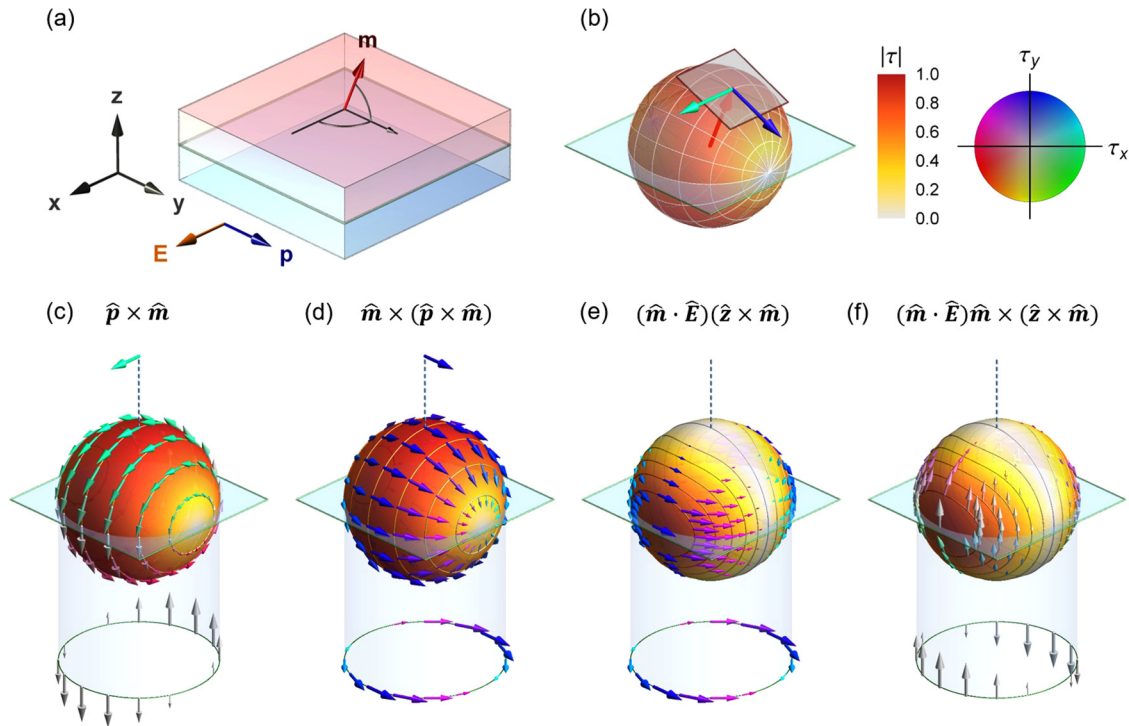 (a)
m
z
x
y
E
p
(b)
|τ|
1.0
0.8
0.6
0.4
0.2
0.0
τy
τx
(c) p̂ × m̂
(d) m̂ × (p̂ × m̂)
(e) (m̂ · Ê)(ẑ × m̂)
(f) (m̂ · Ê)m̂ × (ẑ × m̂)